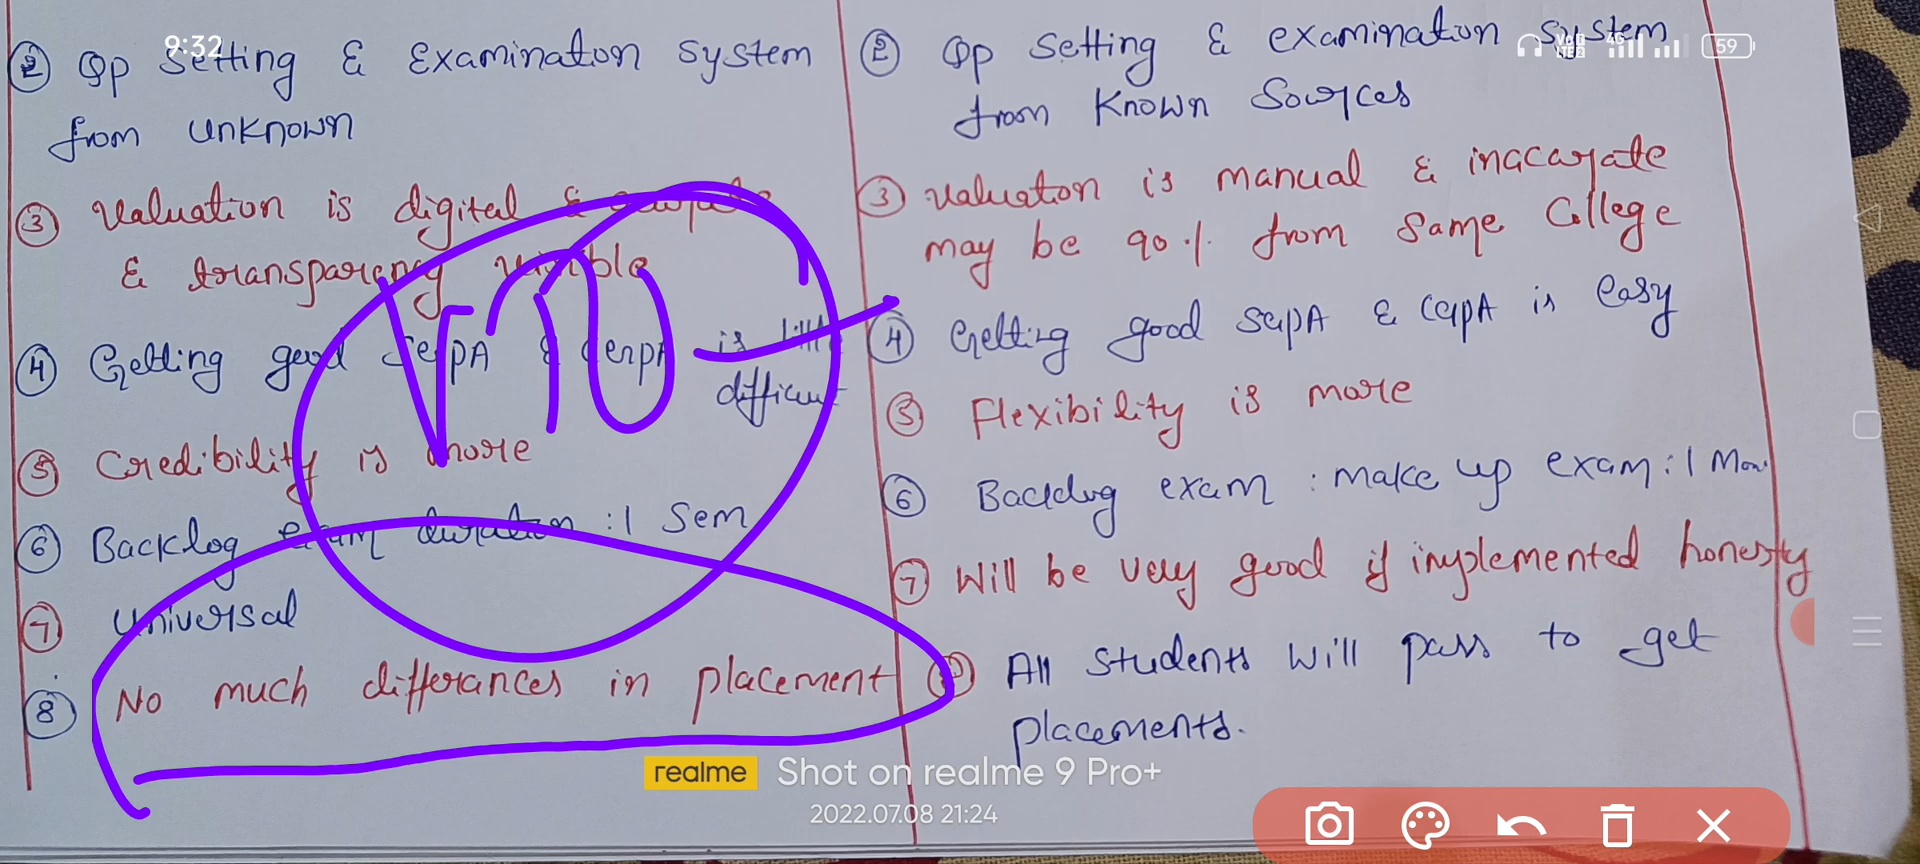 9:32
59
② Qp Setting & Examination System
from unknown
③ Valuation is digital &
& transparency visible
④ Getting good SGPA & CGPA is little
difficult
⑤ Credibility is more
⑥ Backlog exam duration : 1 Sem
⑦ Universal
⑧ No much differances in placement
VTU
② Qp Setting & examination System
from Known Sources
③ Valuation is manual & inacarate
may be 90 % from Same College
④ Getting good SGPA & CGPA is easy
⑤ Flexibility is more
⑥ Backlog exam : make up exam : 1 Mon
⑦ Will be very good if implemented honesty
⑧ All Students Will pass to get
placements.
realme Shot on realme 9 Pro+
2022.07.08 21:24